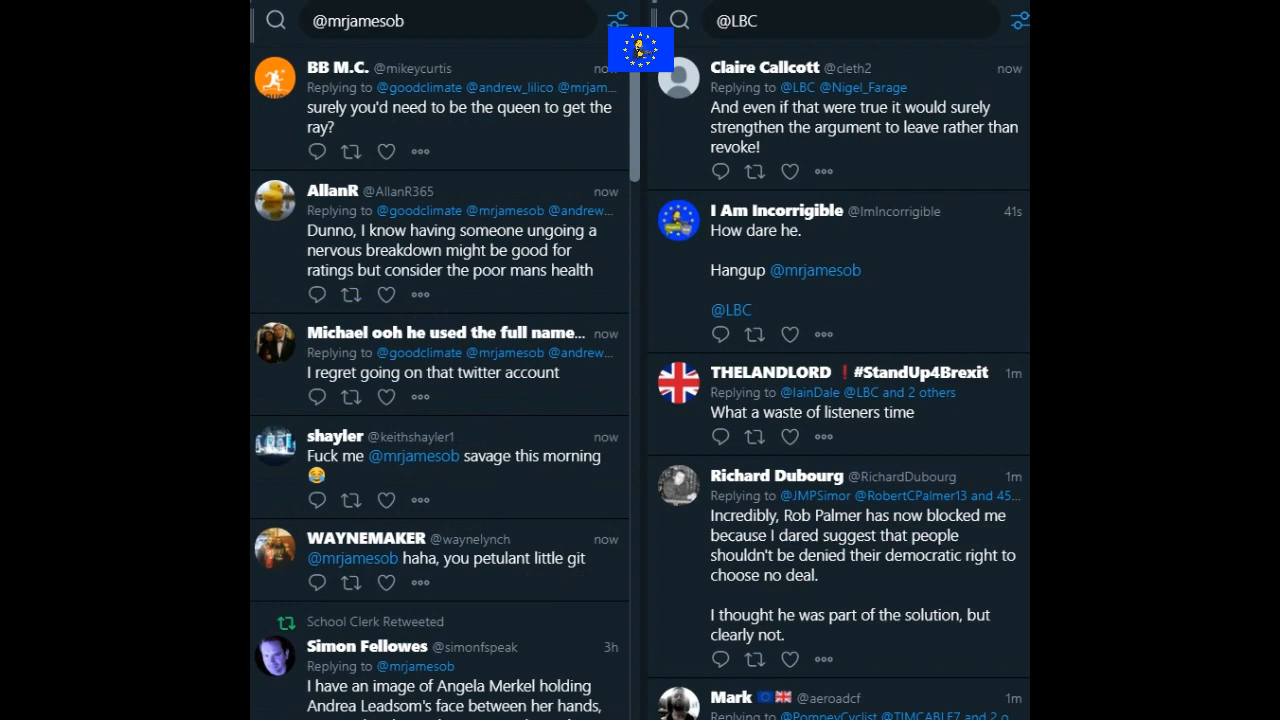 @mrjamesob
BB M.C. @mikeycurtis now
Replying to @goodclimate @andrew_lilico @mrjam...
surely you'd need to be the queen to get the
ray?
AllanR @AllanR365 now
Replying to @goodclimate @mrjamesob @andrew...
Dunno, I know having someone ungoing a
nervous breakdown might be good for
ratings but consider the poor mans health
Michael ooh he used the full name... now
Replying to @goodclimate @mrjamesob @andrew...
I regret going on that twitter account
shayler @keithshayler1 now
Fuck me @mrjamesob savage this morning
😂
WAYNEMAKER @waynelynch now
@mrjamesob haha, you petulant little git
School Clerk Retweeted
Simon Fellowes @simonfspeak 3h
Replying to @mrjamesob
I have an image of Angela Merkel holding
Andrea Leadsom's face between her hands,
@LBC
Claire Callcott @cleth2 now
Replying to @LBC @Nigel_Farage
And even if that were true it would surely
strengthen the argument to leave rather than
revoke!
I Am Incorrigible @ImIncorrigible 41s
How dare he.
Hangup @mrjamesob
@LBC
THELANDLORD ❗#StandUp4Brexit 1m
Replying to @IainDale @LBC and 2 others
What a waste of listeners time
Richard Dubourg @RichardDubourg 1m
Replying to @JMPSimor @RobertCPalmer13 and 45...
Incredibly, Rob Palmer has now blocked me
because I dared suggest that people
shouldn't be denied their democratic right to
choose no deal.
I thought he was part of the solution, but
clearly not.
Mark 🇪🇺🇬🇧 @aeroadcf 1m
Replying to @PompeyCyclist @TIMCABLE7 and 2 o...